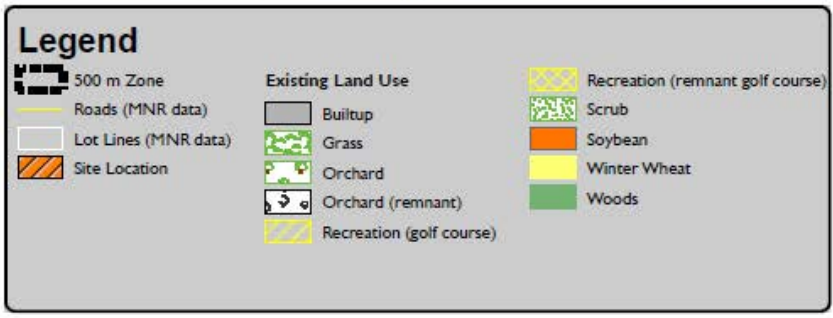 Legend
500 m Zone
Roads (MNR data)
Lot Lines (MNR data)
Site Location
Existing Land Use
Builtup
Grass
Orchard
Orchard (remnant)
Recreation (golf course)
Recreation (remnant golf course)
Scrub
Soybean
Winter Wheat
Woods